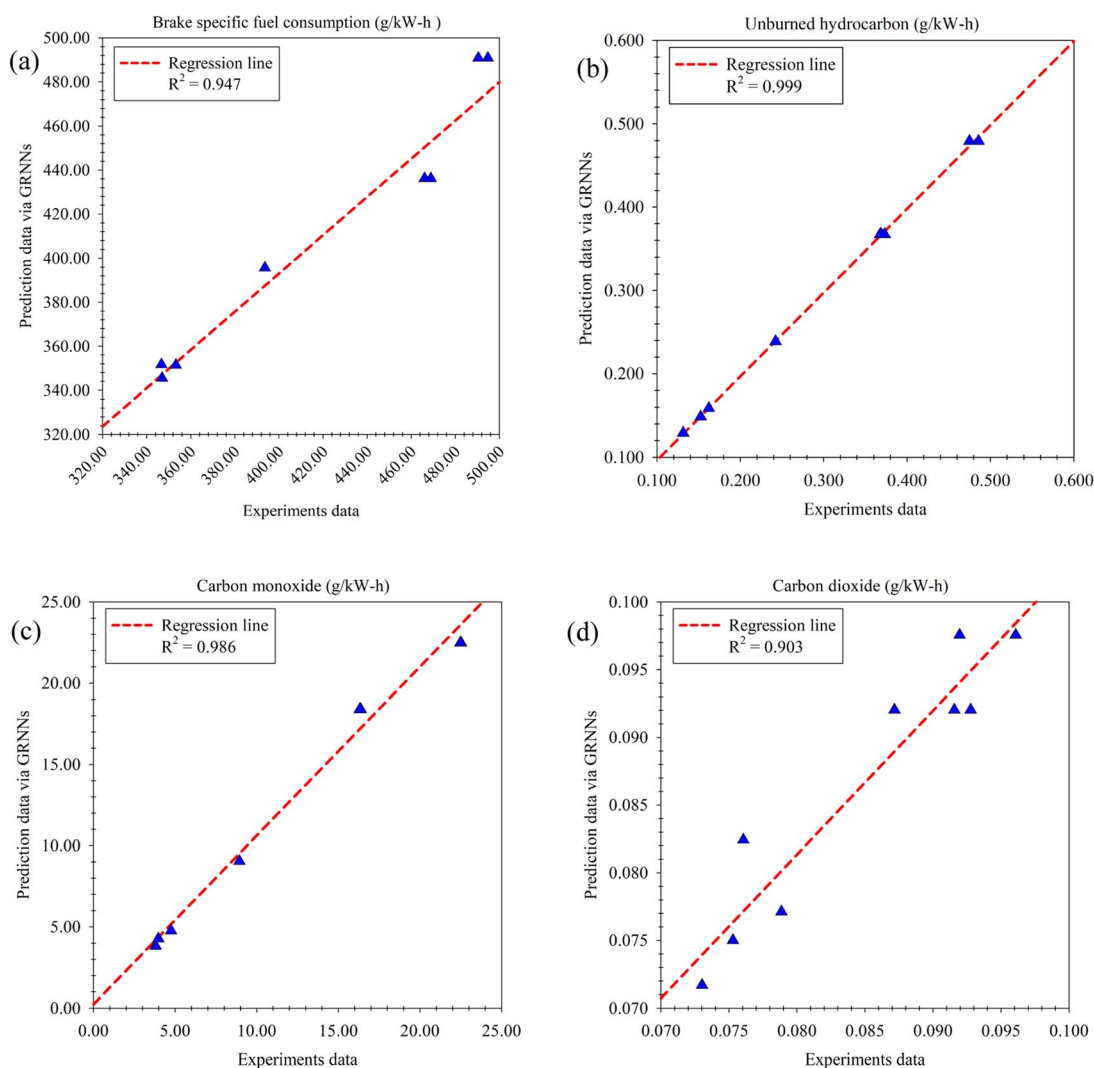 Brake specific fuel consumption (g/kW-h )
(a)
Regression line
R² = 0.947
Prediction data via GRNNs
500.00
480.00
460.00
440.00
420.00
400.00
380.00
360.00
340.00
320.00
320.00 340.00 360.00 380.00 400.00 420.00 440.00 460.00 480.00 500.00
Experiments data
Unburned hydrocarbon (g/kW-h)
(b)
Regression line
R² = 0.999
Prediction data via GRNNs
0.600
0.500
0.400
0.300
0.200
0.100
0.100 0.200 0.300 0.400 0.500 0.600
Experiments data
Carbon monoxide (g/kW-h)
(c)
Regression line
R² = 0.986
Prediction data via GRNNs
25.00
20.00
15.00
10.00
5.00
0.00
0.00 5.00 10.00 15.00 20.00 25.00
Experiments data
Carbon dioxide (g/kW-h)
(d)
Regression line
R² = 0.903
Prediction data via GRNNs
0.100
0.095
0.090
0.085
0.080
0.075
0.070
0.070 0.075 0.080 0.085 0.090 0.095 0.100
Experiments data